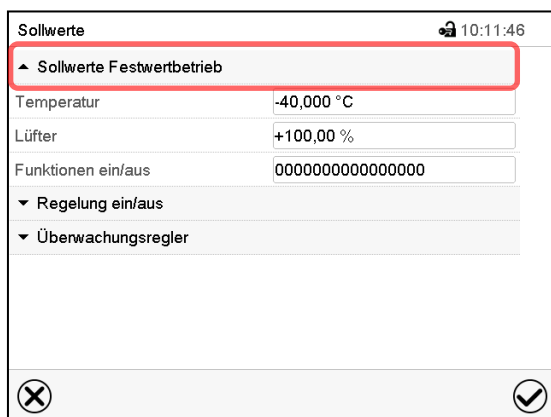 Sollwerte 10:11:46
Sollwerte Festwertbetrieb
Temperatur -40,000 °C
Lüfter +100,00 %
Funktionen ein/aus 0000000000000000
Regelung ein/aus
Überwachungsregler